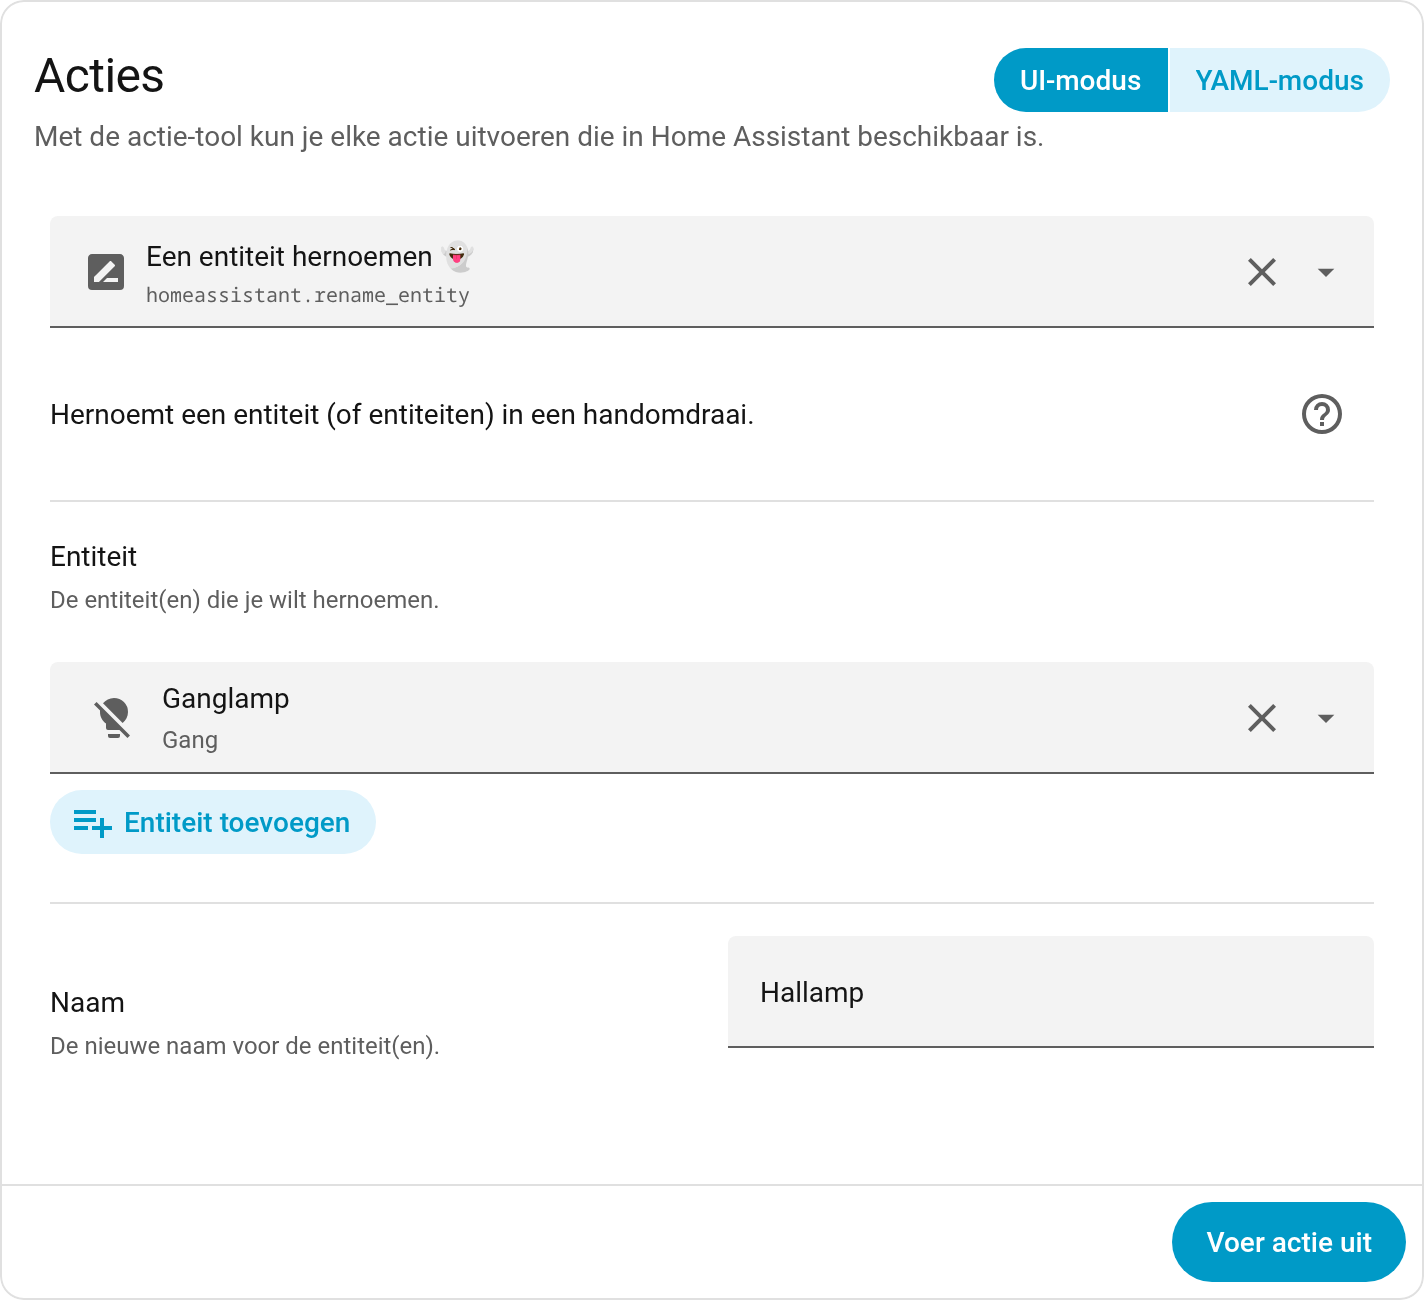 Acties
UI-modus
YAML-modus
Met de actie-tool kun je elke actie uitvoeren die in Home Assistant beschikbaar is.
Een entiteit hernoemen 👻
homeassistant.rename_entity
Hernoemt een entiteit (of entiteiten) in een handomdraai.
Entiteit
De entiteit(en) die je wilt hernoemen.
Ganglamp
Gang
Entiteit toevoegen
Naam
De nieuwe naam voor de entiteit(en).
Hallamp
Voer actie uit